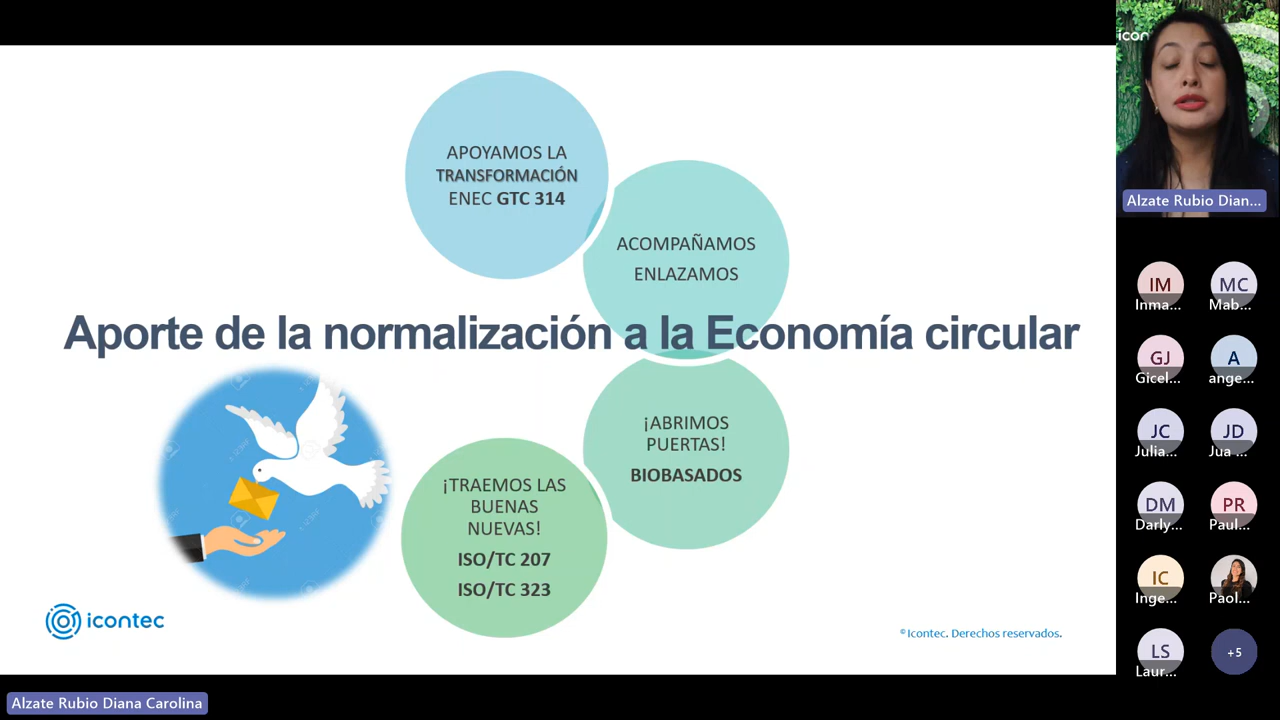 APOYAMOS LA
TRANSFORMACIÓN
ENEC GTC 314
ACOMPAÑAMOS
ENLAZAMOS
Aporte de la normalización a la Economía circular
¡ABRIMOS
PUERTAS!
BIOBASADOS
¡TRAEMOS LAS
BUENAS
NUEVAS!
ISO/TC 207
ISO/TC 323
icontec
© Icontec. Derechos reservados.
Alzate Rubio Diana Carolina
icon
Alzate Rubio Dian...
IM
Inma...
MC
Mab...
GJ
Gicel...
A
ange...
JC
Julia...
JD
Jua ...
DM
Darly...
PR
Paul...
IC
Inge...
Paol...
LS
Laur...
+5